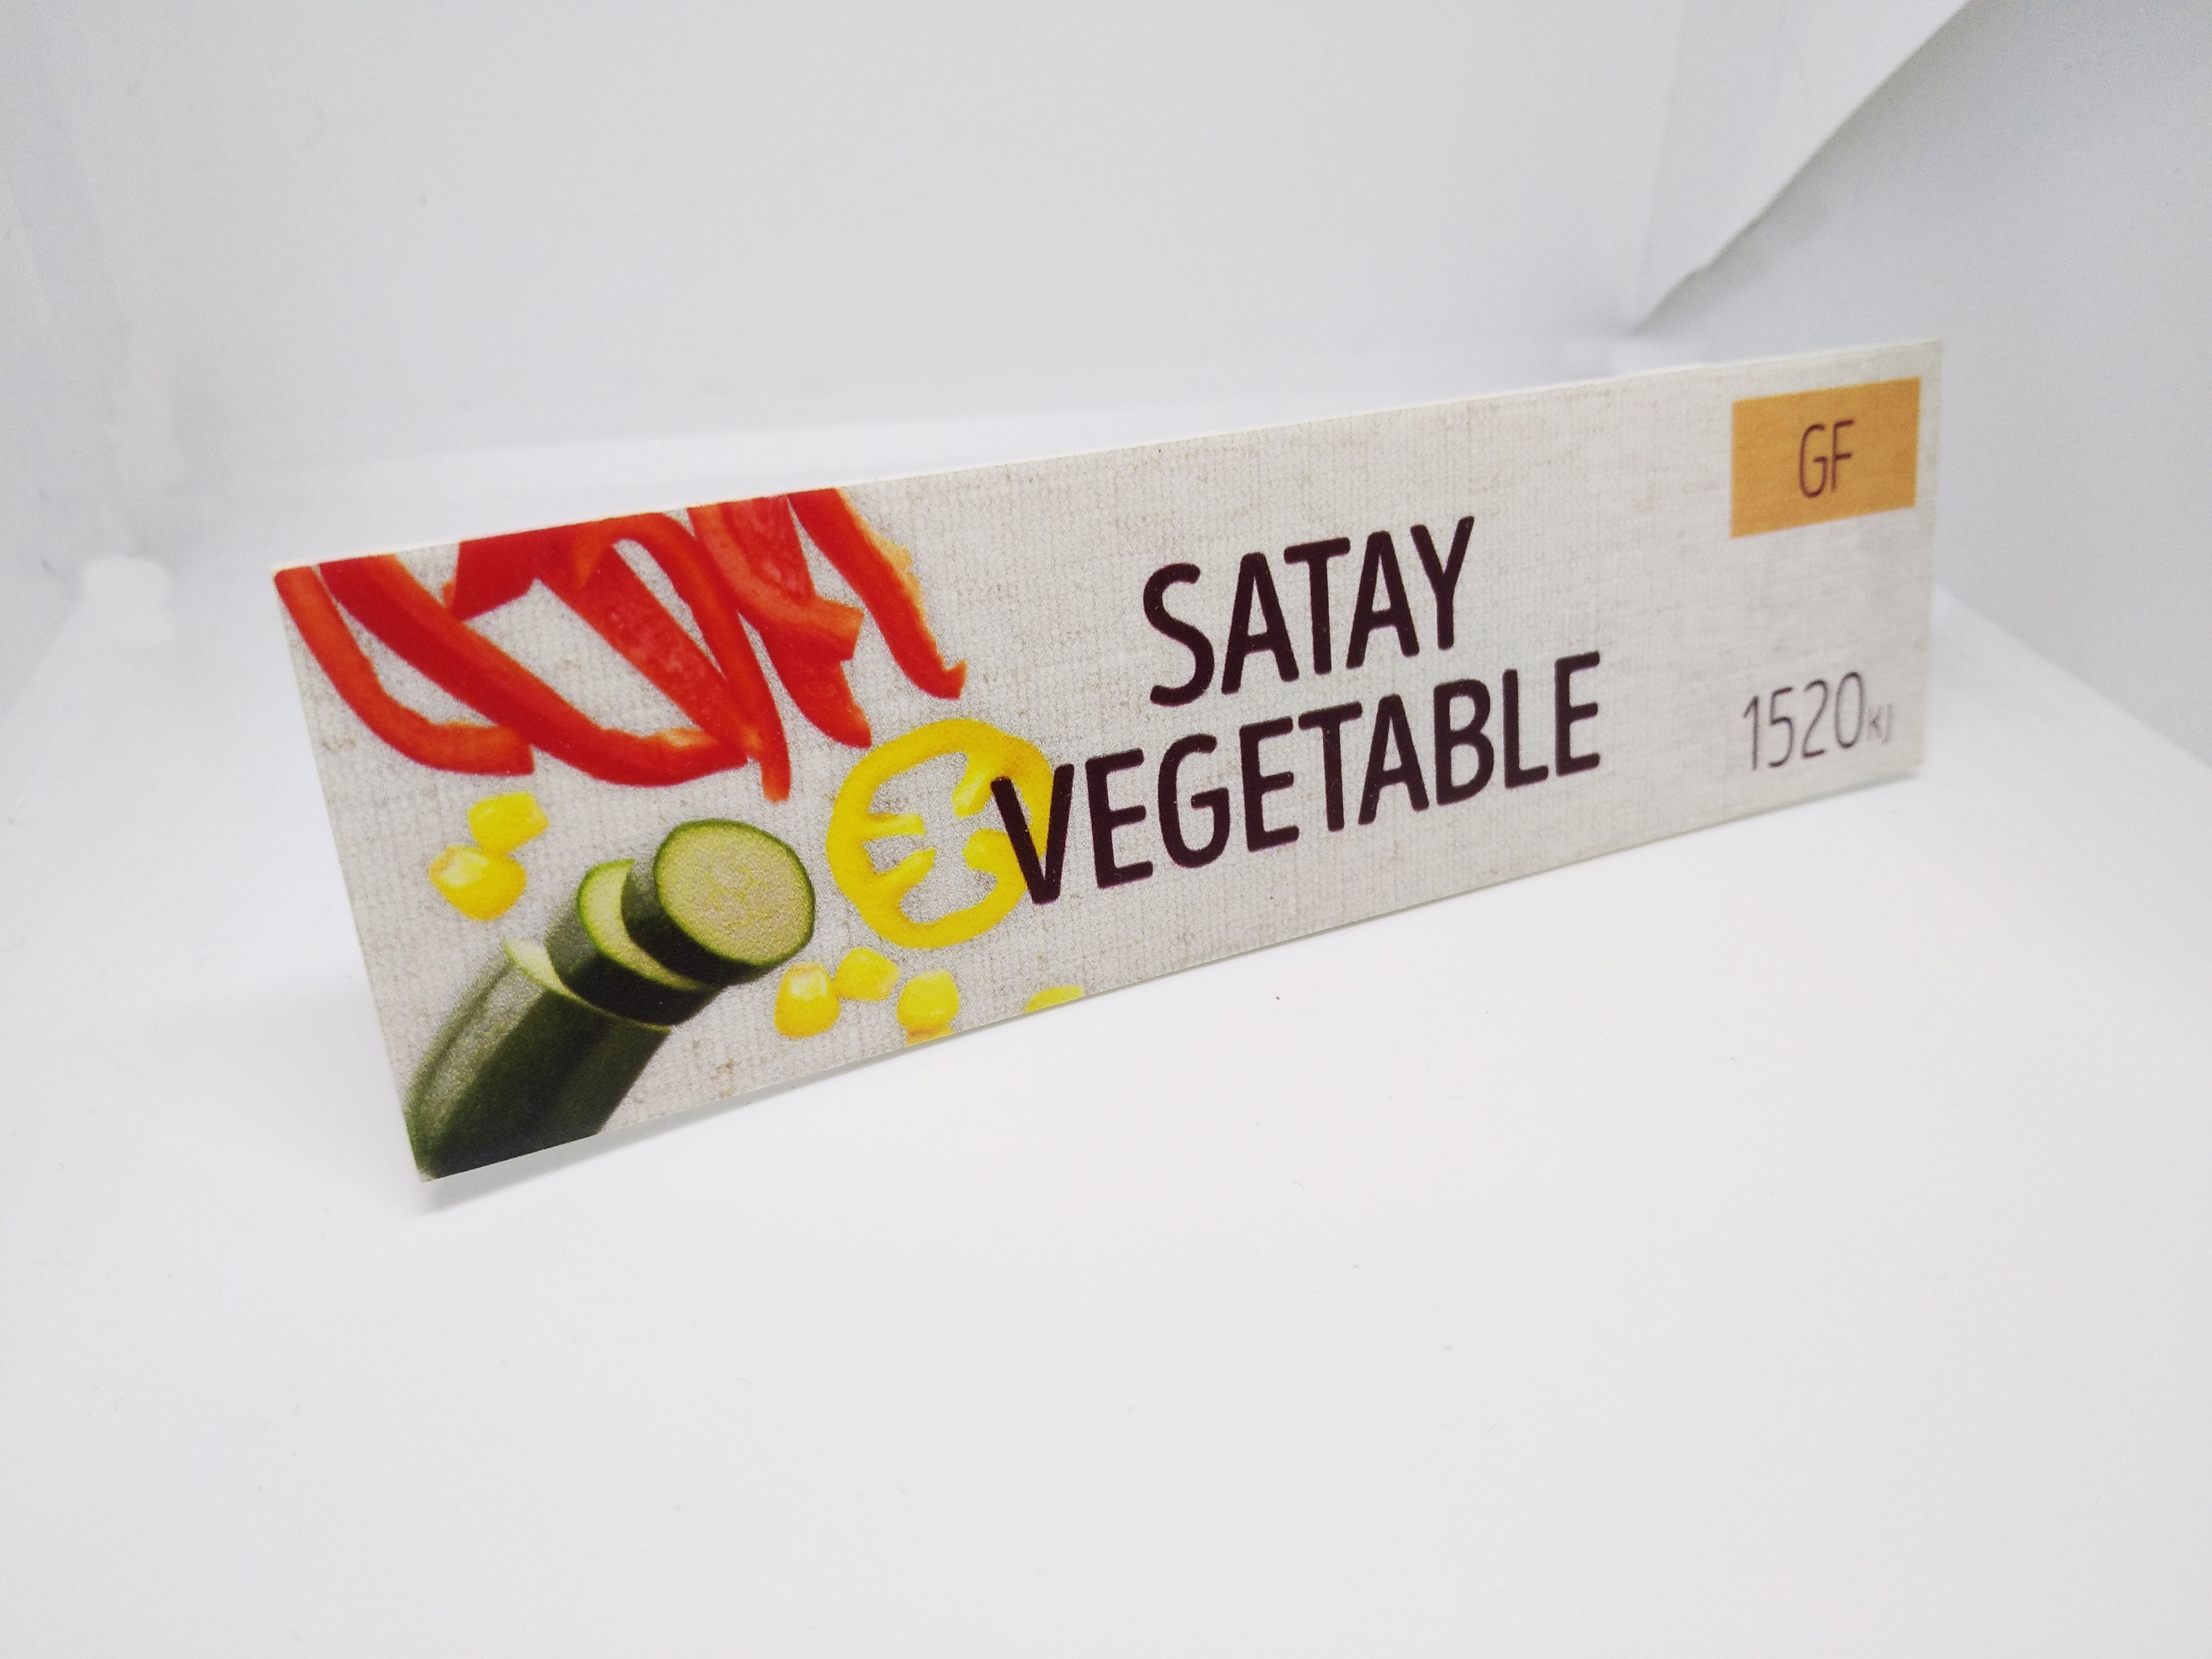 GF
SATAY
VEGETABLE
1520KJ